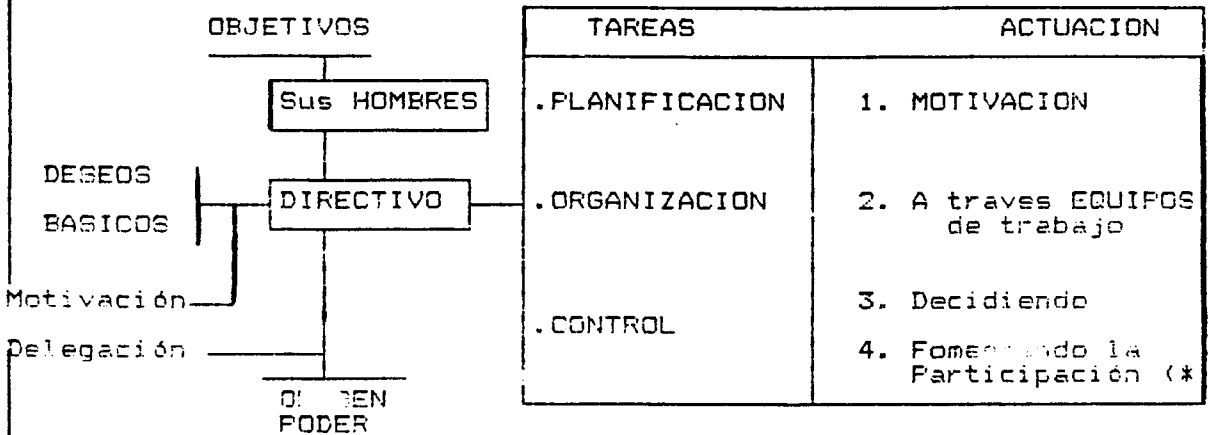 OBJETIVOS
Sus HOMBRES
DESEOS
BASICOS
DIRECTIVO
Motivación
Delegación
PODER
TAREAS
ACTUACION
.PLANIFICACION
1. MOTIVACION
.ORGANIZACION
2. A traves EQUIPOS
de trabajo
3. Decidiendo
.CONTROL
4. la
Participación (*